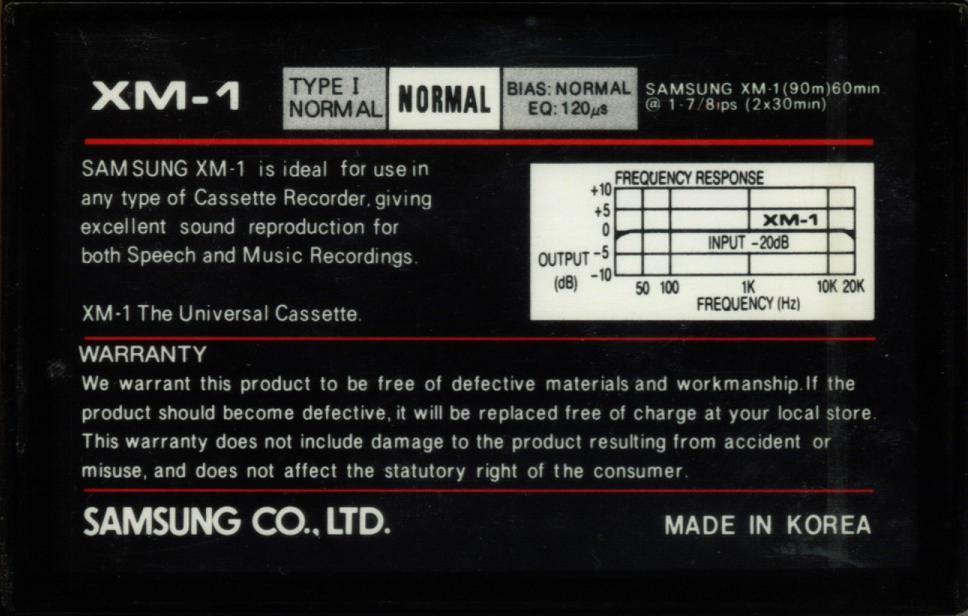 XM-1
TYPE I
NORMAL
NORMAL
BIAS: NORMAL
EQ: 120µs
SAMSUNG XM-1(90m)60min
@ 1-7/8ips (2x30min)
SAMSUNG XM-1 is ideal for use in
any type of Cassette Recorder, giving
excellent sound reproduction for
both Speech and Music Recordings.
XM-1 The Universal Cassette.
FREQUENCY RESPONSE
+10
+5
0
-5
-10
OUTPUT
(dB)
XM-1
INPUT -20dB
50 100 1K 10K 20K
FREQUENCY (Hz)
WARRANTY
We warrant this product to be free of defective materials and workmanship. If the
product should become defective, it will be replaced free of charge at your local store.
This warranty does not include damage to the product resulting from accident or
misuse, and does not affect the statutory right of the consumer.
SAMSUNG CO., LTD.
MADE IN KOREA